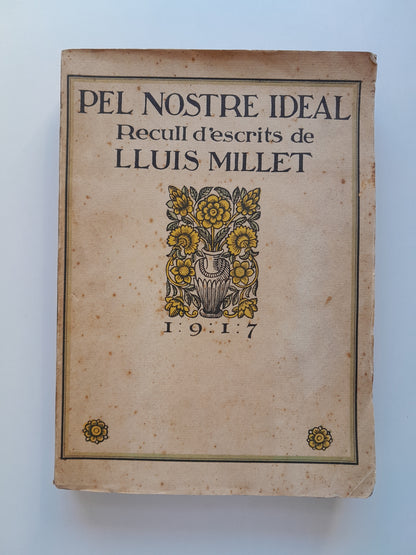 PEL NOSTRE IDEAL
Recull d'escrits de
LLUIS MILLET
1:9:1:7